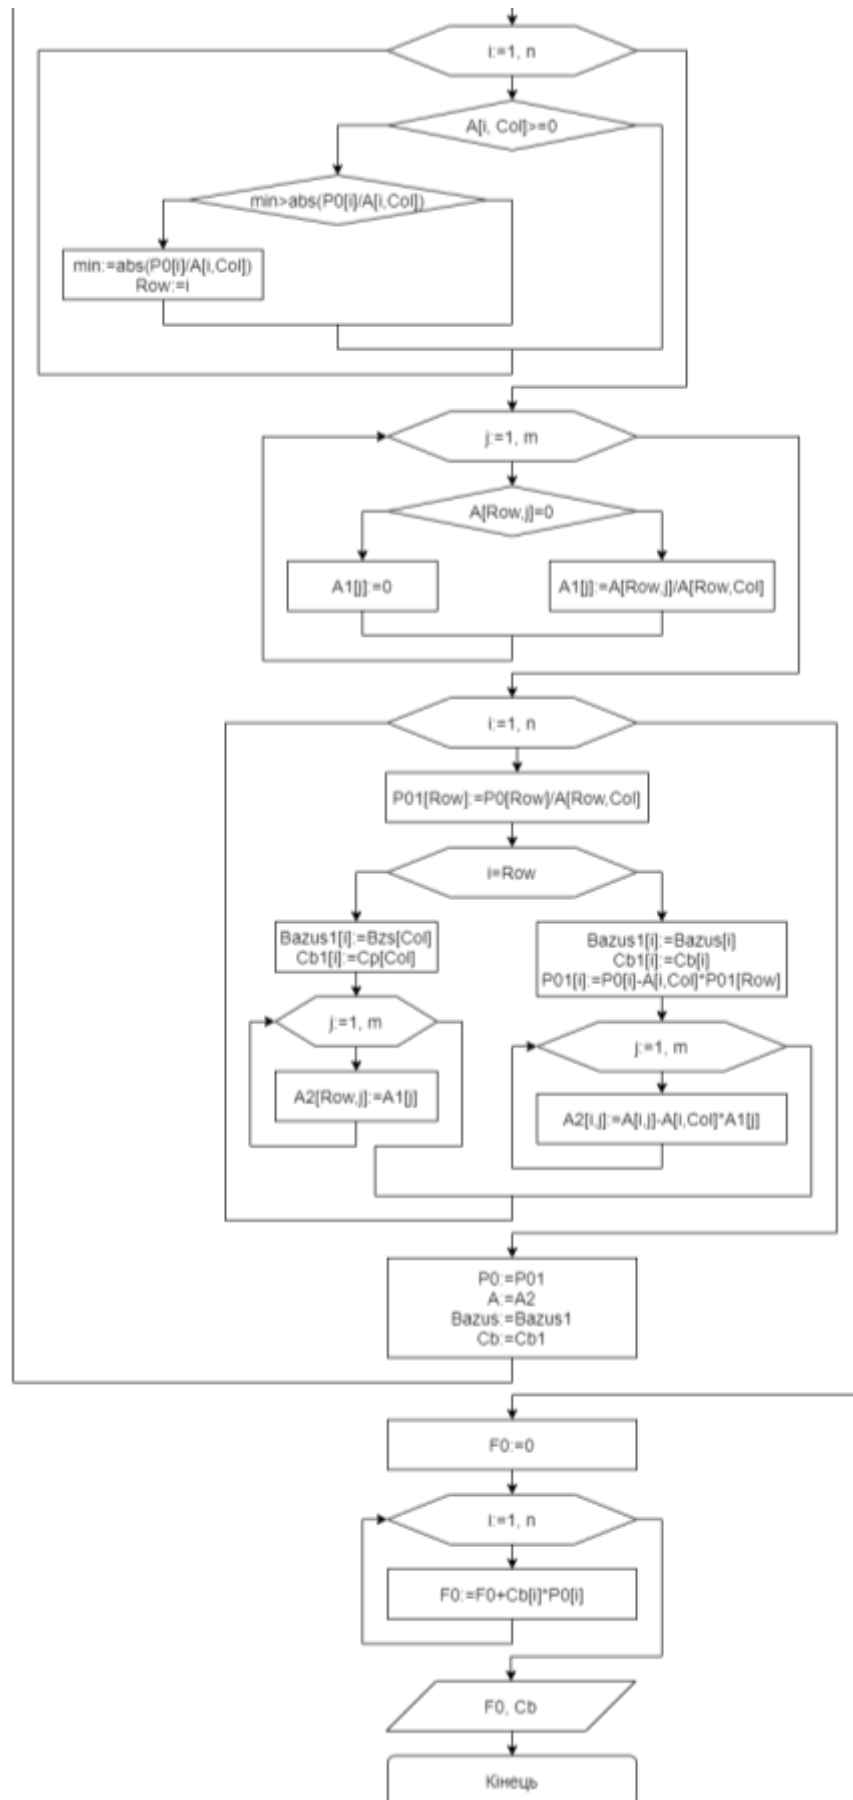 i:=1, n
A[i, Col]>=0
min>abs(P0[i]/A[i,Col])
min:=abs(P0[i]/A[i,Col])
Row:=i
j:=1, m
A[Row,j]=0
A1[j]:=0
A1[j]:=A[Row,j]/A[Row,Col]
i:=1, n
P01[Row]:=P0[Row]/A[Row,Col]
i=Row
Bazus1[i]:=Bzs[Col]
Cb1[i]:=Cp[Col]
Bazus1[i]:=Bazus[i]
Cb1[i]:=Cb[i]
P01[i]:=P0[i]-A[i,Col]*P01[Row]
j:=1, m
j:=1, m
A2[Row,j]:=A1[j]
A2[i,j]:=A[i,j]-A[i,Col]*A1[j]
P0:=P01
A:=A2
Bazus:=Bazus1
Cb:=Cb1
F0:=0
i:=1, n
F0:=F0+Cb[i]*P0[i]
F0, Cb
Кінець